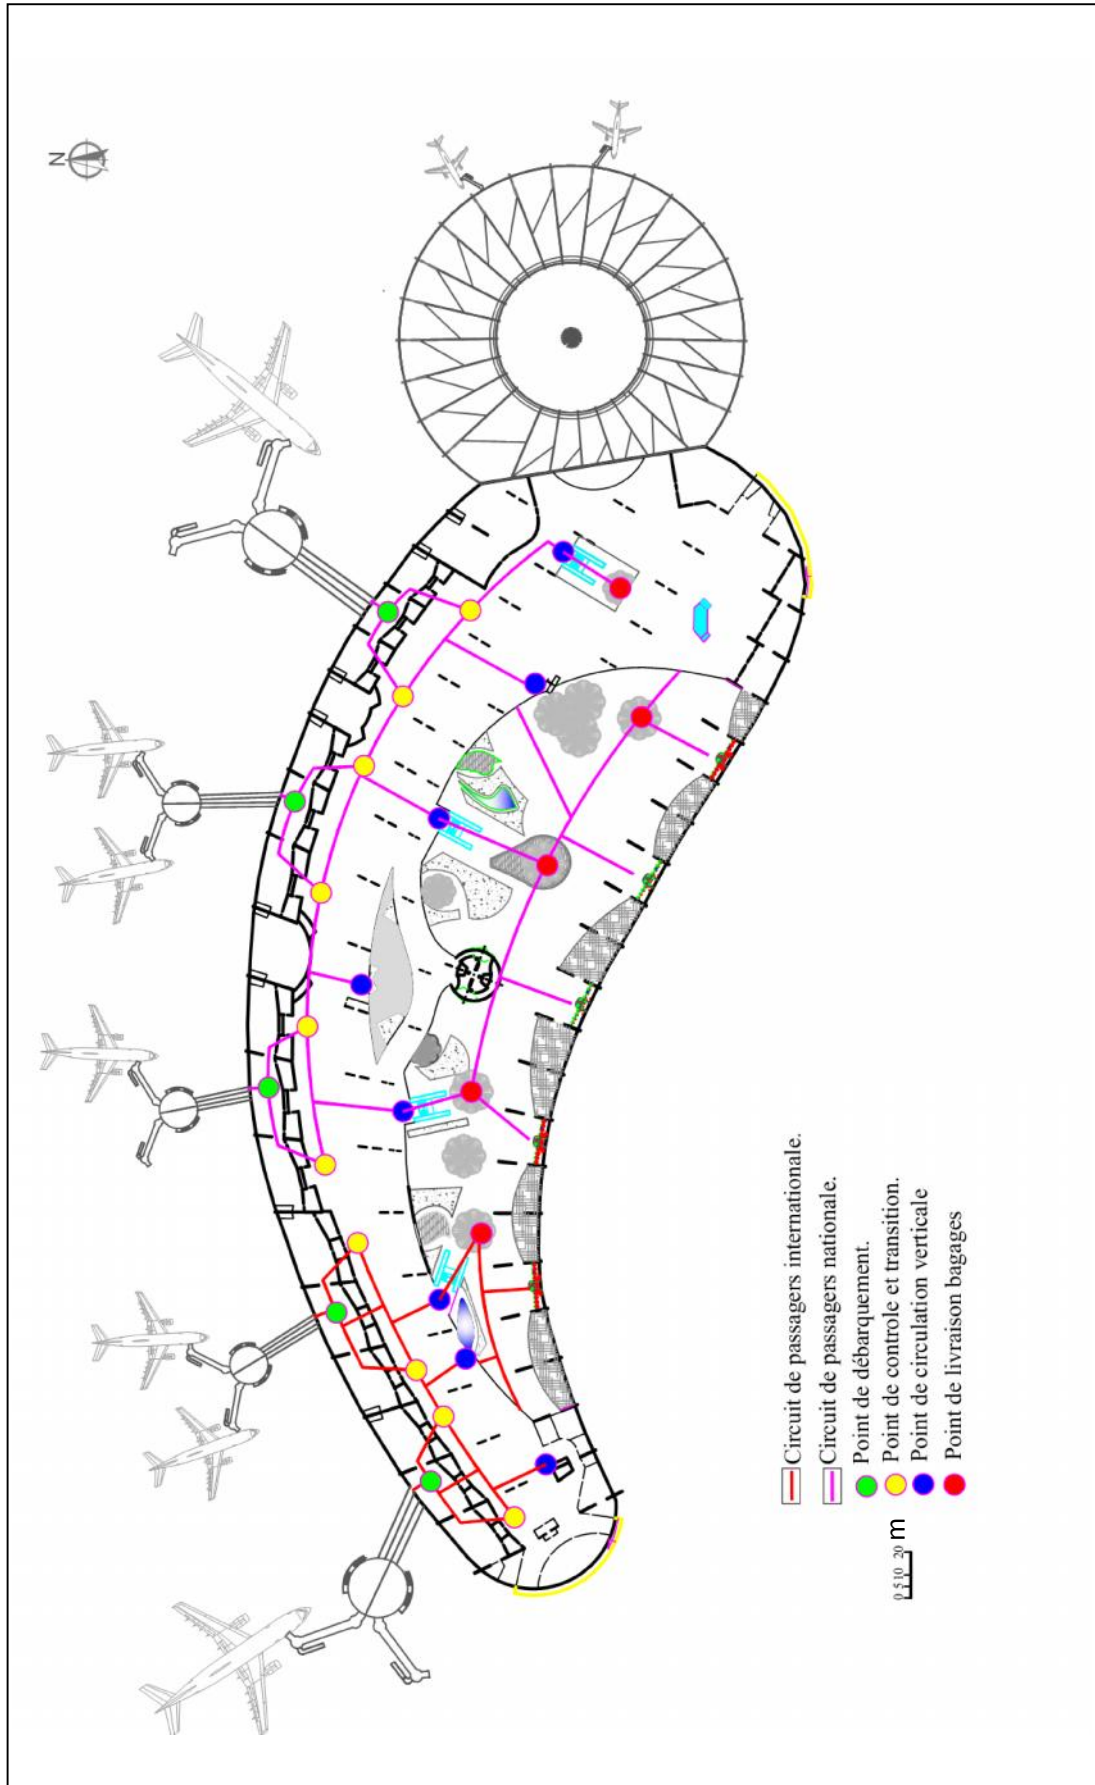 N
Circuit de passagers internationale.
Circuit de passagers nationale.
Point de débarquement.
Point de controle et transition.
Point de circulation verticale
Point de livraison bagages
0 5 10 20 m